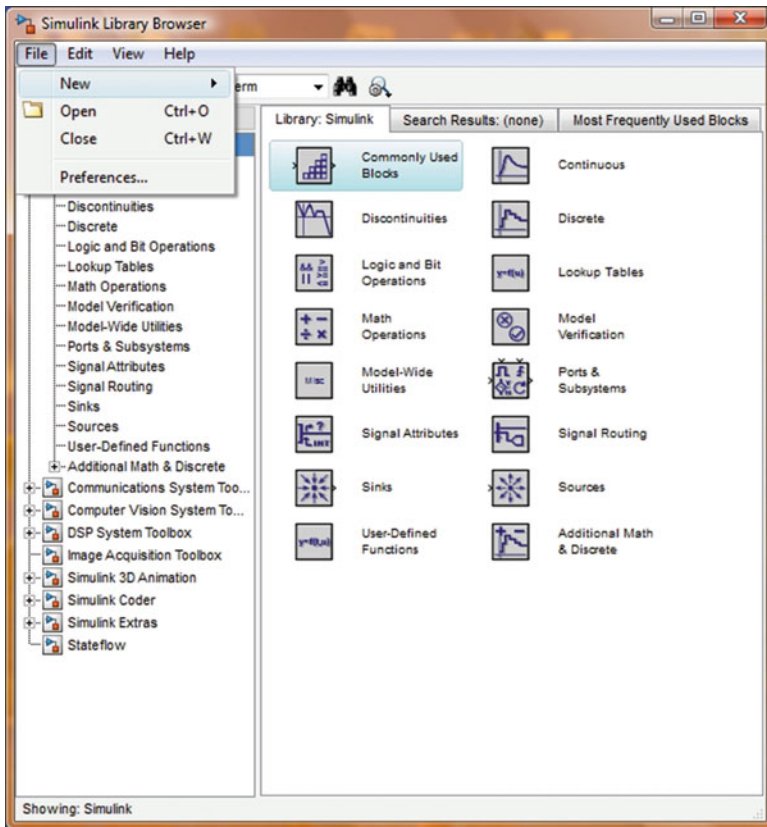 Simulink Library Browser
File Edit View Help
New
erm
Open Ctrl+O
Close Ctrl+W
Preferences...
Library: Simulink
Search Results: (none)
Most Frequently Used Blocks
Discontinuities
Discrete
Logic and Bit Operations
Lookup Tables
Math Operations
Model Verification
Model-Wide Utilities
Ports & Subsystems
Signal Attributes
Signal Routing
Sinks
Sources
User-Defined Functions
Additional Math & Discrete
Communications System Too...
Computer Vision System To...
DSP System Toolbox
Image Acquisition Toolbox
Simulink 3D Animation
Simulink Coder
Simulink Extras
Stateflow
Commonly Used
Blocks
Continuous
Discontinuities
Discrete
Logic and Bit
Operations
y=f(u)
Lookup Tables
Math
Operations
Model
Verification
Misc
Model-Wide
Utilities
Ports &
Subsystems
Signal Attributes
Signal Routing
Sinks
Sources
User-Defined
Functions
Additional Math
& Discrete
Showing: Simulink